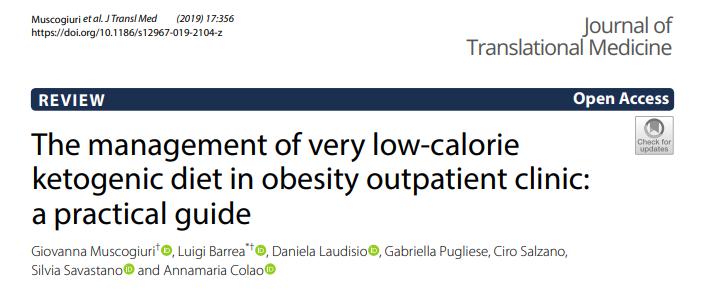 Muscogiuri et al. J Transl Med (2019) 17:356
https://doi.org/10.1186/s12967-019-2104-z
Journal of
Translational Medicine
REVIEW
Open Access
Check for
updates
The management of very low-calorie
ketogenic diet in obesity outpatient clinic:
a practical guide
Giovanna Muscogiuri†, Luigi Barrea*†, Daniela Laudisio, Gabriella Pugliese, Ciro Salzano,
Silvia Savastano and Annamaria Colao